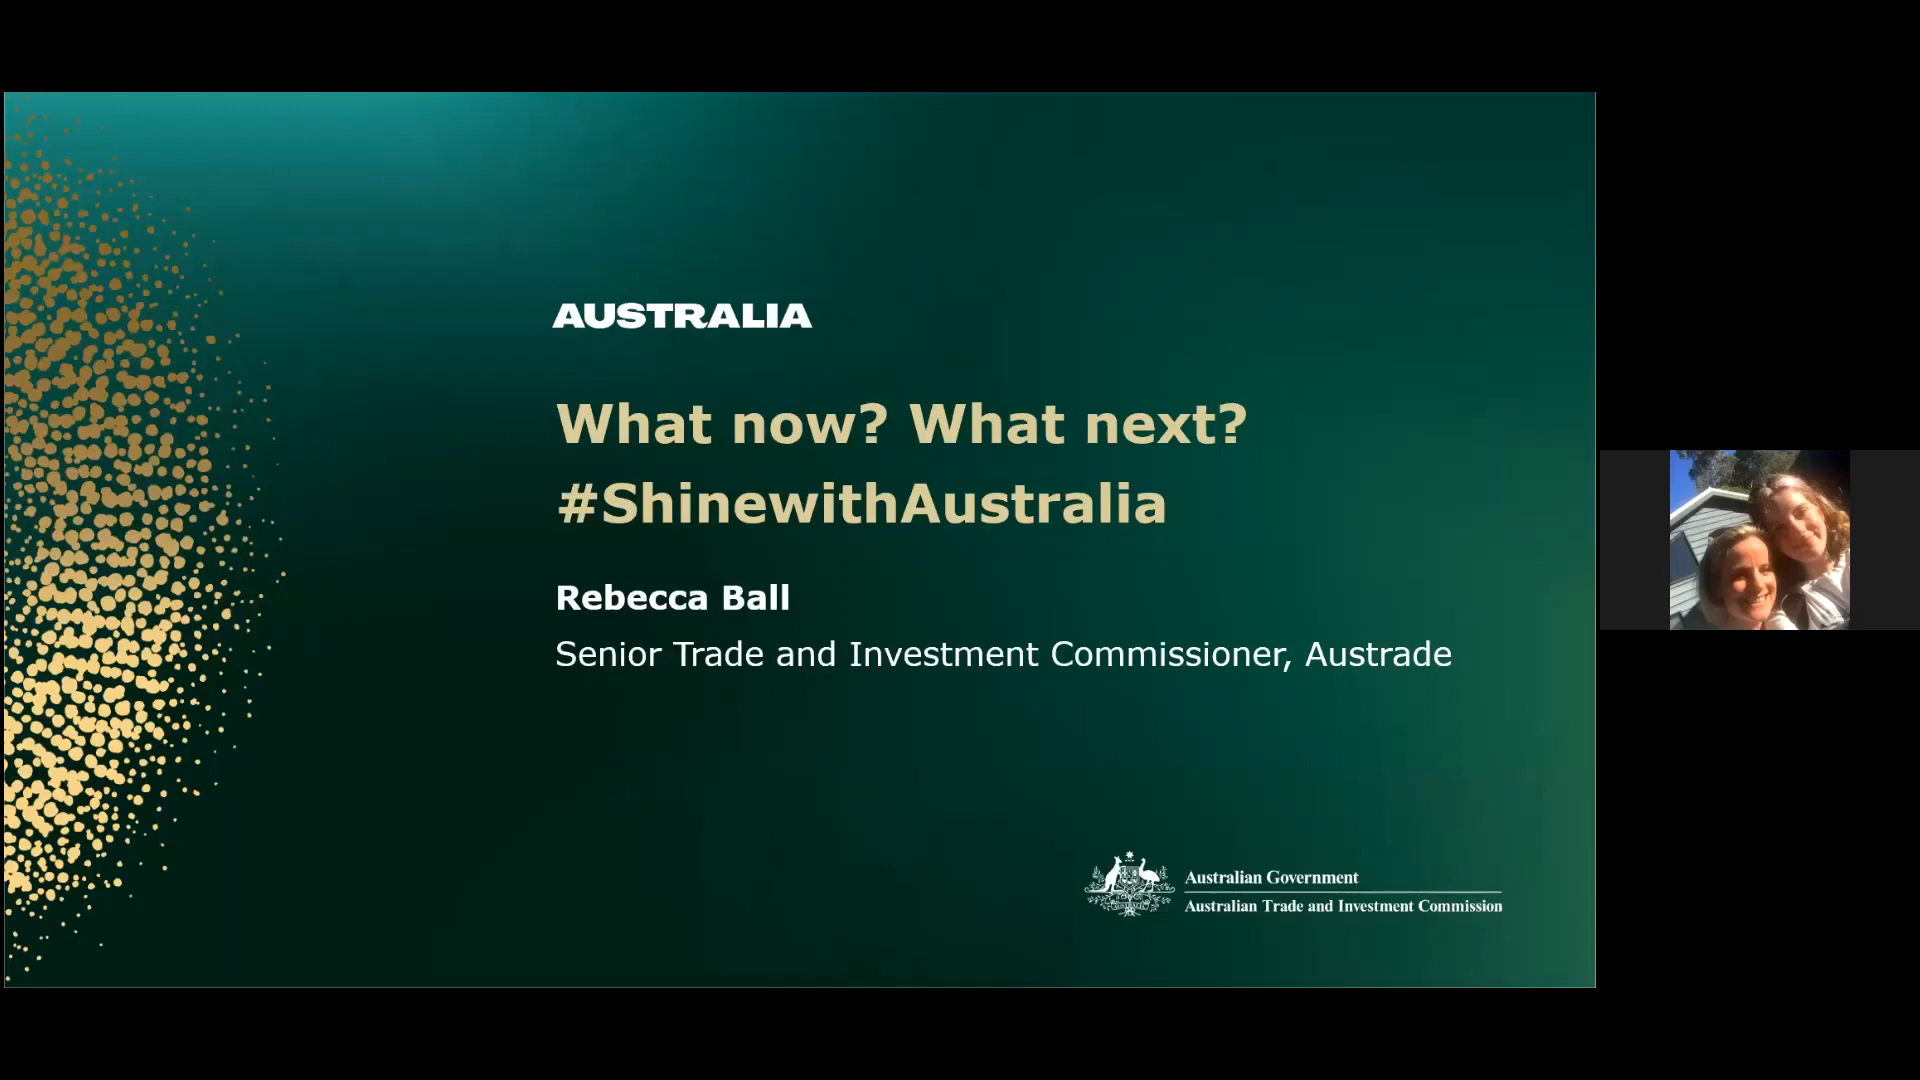 AUSTRALIA
What now? What next?
#ShinewithAustralia
Rebecca Ball
Senior Trade and Investment Commissioner, Austrade
Australian Government
Australian Trade and Investment Commission